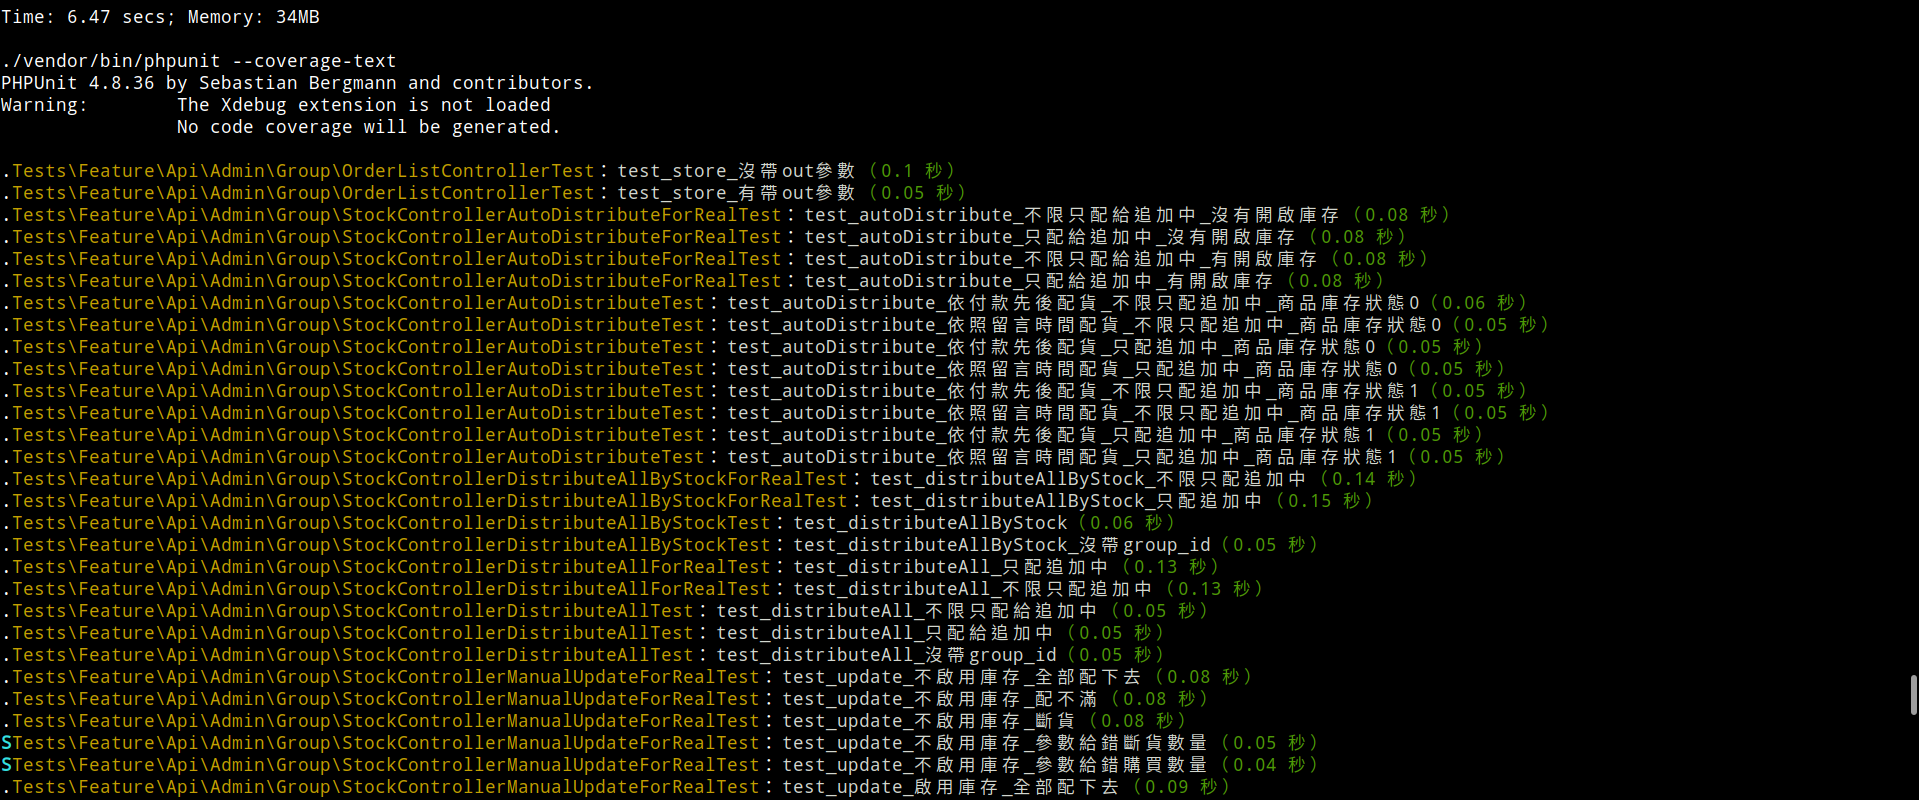 Time: 6.47 secs; Memory: 34MB
./vendor/bin/phpunit --coverage-text
PHPUnit 4.8.36 by Sebastian Bergmann and contributors.
Warning:        The Xdebug extension is not loaded
                No code coverage will be generated.
.Tests\Feature\Api\Admin\Group\OrderListControllerTest：test_store_沒帶out參數（0.1 秒）
.Tests\Feature\Api\Admin\Group\OrderListControllerTest：test_store_有帶out參數（0.05 秒）
.Tests\Feature\Api\Admin\Group\StockControllerAutoDistributeForRealTest：test_autoDistribute_不限只配給追加中_沒有開啟庫存（0.08 秒）
.Tests\Feature\Api\Admin\Group\StockControllerAutoDistributeForRealTest：test_autoDistribute_只配給追加中_沒有開啟庫存（0.08 秒）
.Tests\Feature\Api\Admin\Group\StockControllerAutoDistributeForRealTest：test_autoDistribute_不限只配給追加中_有開啟庫存（0.08 秒）
.Tests\Feature\Api\Admin\Group\StockControllerAutoDistributeForRealTest：test_autoDistribute_只配給追加中_有開啟庫存（0.08 秒）
.Tests\Feature\Api\Admin\Group\StockControllerAutoDistributeTest：test_autoDistribute_依付款先後配貨_不限只配追加中_商品庫存狀態0（0.06 秒）
.Tests\Feature\Api\Admin\Group\StockControllerAutoDistributeTest：test_autoDistribute_依照留言時間配貨_不限只配追加中_商品庫存狀態0（0.05 秒）
.Tests\Feature\Api\Admin\Group\StockControllerAutoDistributeTest：test_autoDistribute_依付款先後配貨_只配追加中_商品庫存狀態0（0.05 秒）
.Tests\Feature\Api\Admin\Group\StockControllerAutoDistributeTest：test_autoDistribute_依照留言時間配貨_只配追加中_商品庫存狀態0（0.05 秒）
.Tests\Feature\Api\Admin\Group\StockControllerAutoDistributeTest：test_autoDistribute_依付款先後配貨_不限只配追加中_商品庫存狀態1（0.05 秒）
.Tests\Feature\Api\Admin\Group\StockControllerAutoDistributeTest：test_autoDistribute_依照留言時間配貨_不限只配追加中_商品庫存狀態1（0.05 秒）
.Tests\Feature\Api\Admin\Group\StockControllerAutoDistributeTest：test_autoDistribute_依付款先後配貨_只配追加中_商品庫存狀態1（0.05 秒）
.Tests\Feature\Api\Admin\Group\StockControllerAutoDistributeTest：test_autoDistribute_依照留言時間配貨_只配追加中_商品庫存狀態1（0.05 秒）
.Tests\Feature\Api\Admin\Group\StockControllerDistributeAllByStockForRealTest：test_distributeAllByStock_不限只配追加中（0.14 秒）
.Tests\Feature\Api\Admin\Group\StockControllerDistributeAllByStockForRealTest：test_distributeAllByStock_只配追加中（0.15 秒）
.Tests\Feature\Api\Admin\Group\StockControllerDistributeAllByStockTest：test_distributeAllByStock（0.06 秒）
.Tests\Feature\Api\Admin\Group\StockControllerDistributeAllByStockTest：test_distributeAllByStock_沒帶group_id（0.05 秒）
.Tests\Feature\Api\Admin\Group\StockControllerDistributeAllForRealTest：test_distributeAll_只配追加中（0.13 秒）
.Tests\Feature\Api\Admin\Group\StockControllerDistributeAllForRealTest：test_distributeAll_不限只配追加中（0.13 秒）
.Tests\Feature\Api\Admin\Group\StockControllerDistributeAllTest：test_distributeAll_不限只配給追加中（0.05 秒）
.Tests\Feature\Api\Admin\Group\StockControllerDistributeAllTest：test_distributeAll_只配給追加中（0.05 秒）
.Tests\Feature\Api\Admin\Group\StockControllerDistributeAllTest：test_distributeAll_沒帶group_id（0.05 秒）
.Tests\Feature\Api\Admin\Group\StockControllerManualUpdateForRealTest：test_update_不啟用庫存_全部配下去（0.08 秒）
.Tests\Feature\Api\Admin\Group\StockControllerManualUpdateForRealTest：test_update_不啟用庫存_配不滿（0.08 秒）
.Tests\Feature\Api\Admin\Group\StockControllerManualUpdateForRealTest：test_update_不啟用庫存_斷貨（0.08 秒）
STests\Feature\Api\Admin\Group\StockControllerManualUpdateForRealTest：test_update_不啟用庫存_參數給錯斷貨數量（0.05 秒）
STests\Feature\Api\Admin\Group\StockControllerManualUpdateForRealTest：test_update_不啟用庫存_參數給錯購買數量（0.04 秒）
.Tests\Feature\Api\Admin\Group\StockControllerManualUpdateForRealTest：test_update_啟用庫存_全部配下去（0.09 秒）